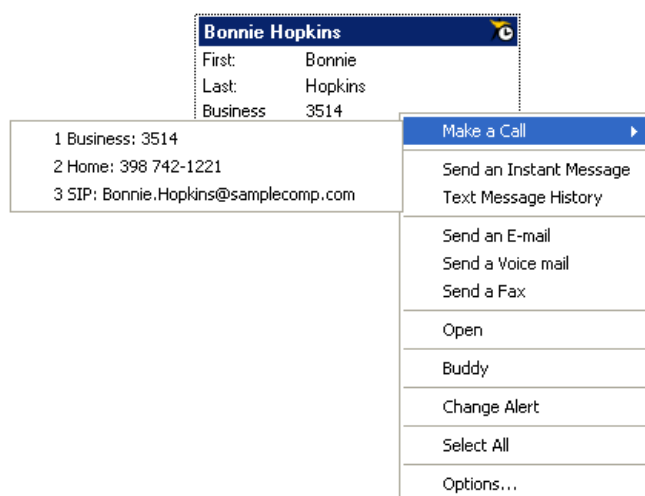 Bonnie Hopkins
First: Bonnie
Last: Hopkins
Business 3514
Make a Call
1 Business: 3514
2 Home: 398 742-1221
3 SIP: Bonnie.Hopkins@samplecomp.com
Send an Instant Message
Text Message History
Send an E-mail
Send a Voice mail
Send a Fax
Open
Buddy
Change Alert
Select All
Options...